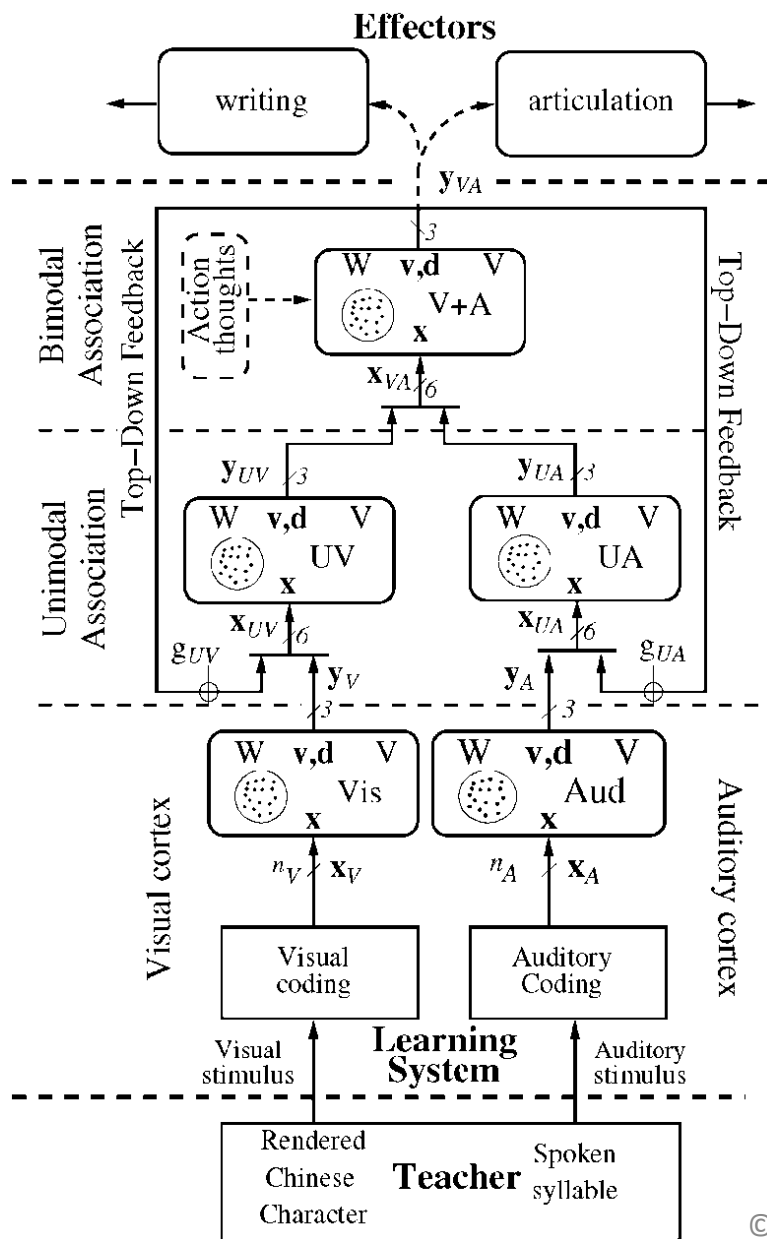 Effectors
writing
articulation
y_VA
3
Bimodal
Association
Top–Down Feedback
Action
thoughts
W v,d V
V+A
x
x_VA 6
Top–Down Feedback
Unimodal
Association
y_UV 3
y_UA 3
W v,d V
UV
x
W v,d V
UA
x
x_UV 6
x_UA 6
g_UV
y_V
y_A
g_UA
3
3
Visual cortex
W v,d V
Vis
x
W v,d V
Aud
x
Auditory cortex
n_V x_V
n_A x_A
Visual
coding
Auditory
Coding
Visual
stimulus
Learning
System
Auditory
stimulus
Rendered
Chinese
Character
Teacher
Spoken
syllable
©